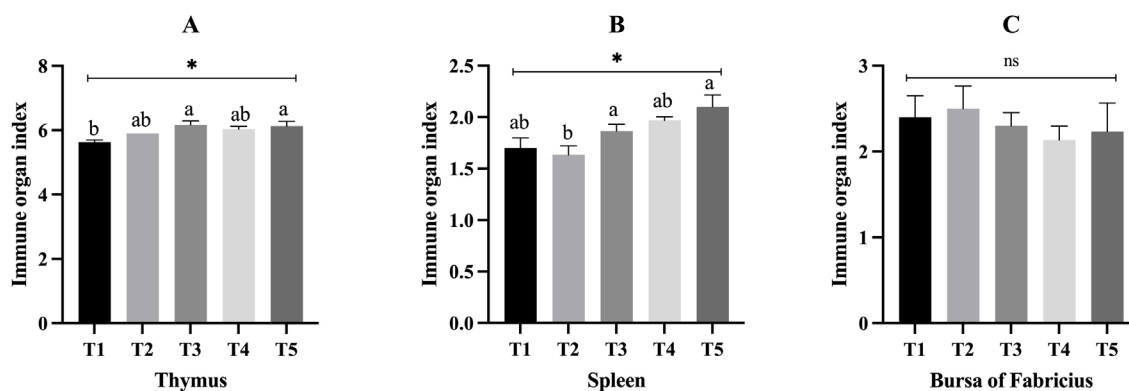 A
Immune organ index
8
6
4
2
0
*
b
ab
a
ab
a
T1
T2
T3
T4
T5
Thymus
B
Immune organ index
2.5
2.0
1.5
1.0
0.5
0.0
*
ab
b
a
ab
a
T1
T2
T3
T4
T5
Spleen
C
Immune organ index
3
2
1
0
ns
T1
T2
T3
T4
T5
Bursa of Fabricius